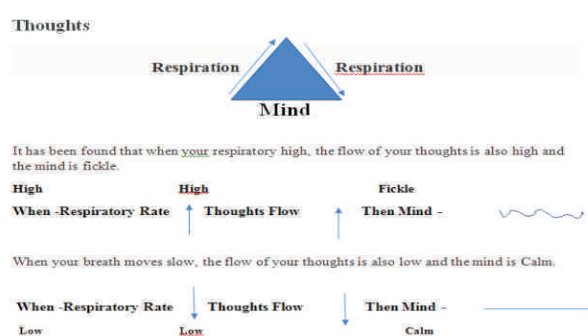 Thoughts
Respiration Respiration
Mind
It has been found that when your respiratory high, the flow of your thoughts is also high and
the mind is fickle.
High High Fickle
When -Respiratory Rate Thoughts Flow Then Mind -
When your breath moves slow, the flow of your thoughts is also low and the mind is Calm.
When -Respiratory Rate Thoughts Flow Then Mind -
Low Low Calm